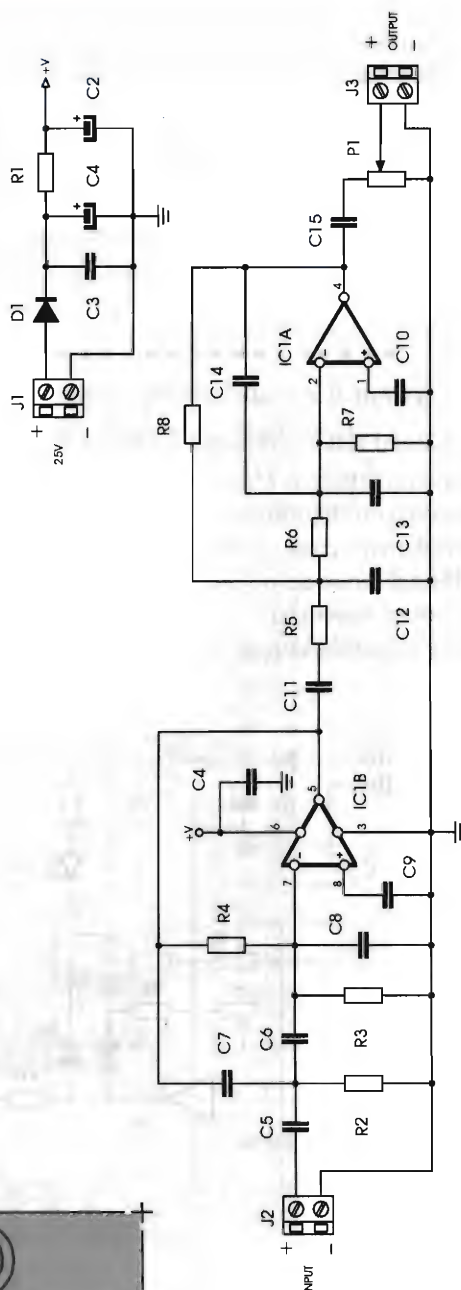 J1
D1
R1
+V
+
25V
-
C3
C4
+
C2
+
R8
C14
C7
R4
+V
C4
6
J2
+
NPUT
-
C5
C6
7
-
8
+
5
3
IC1B
C11
R5
R6
2
-
1
+
4
IC1A
C15
J3
+
OUTPUT
-
P1
R2
R3
C8
C9
C12
C13
R7
C10